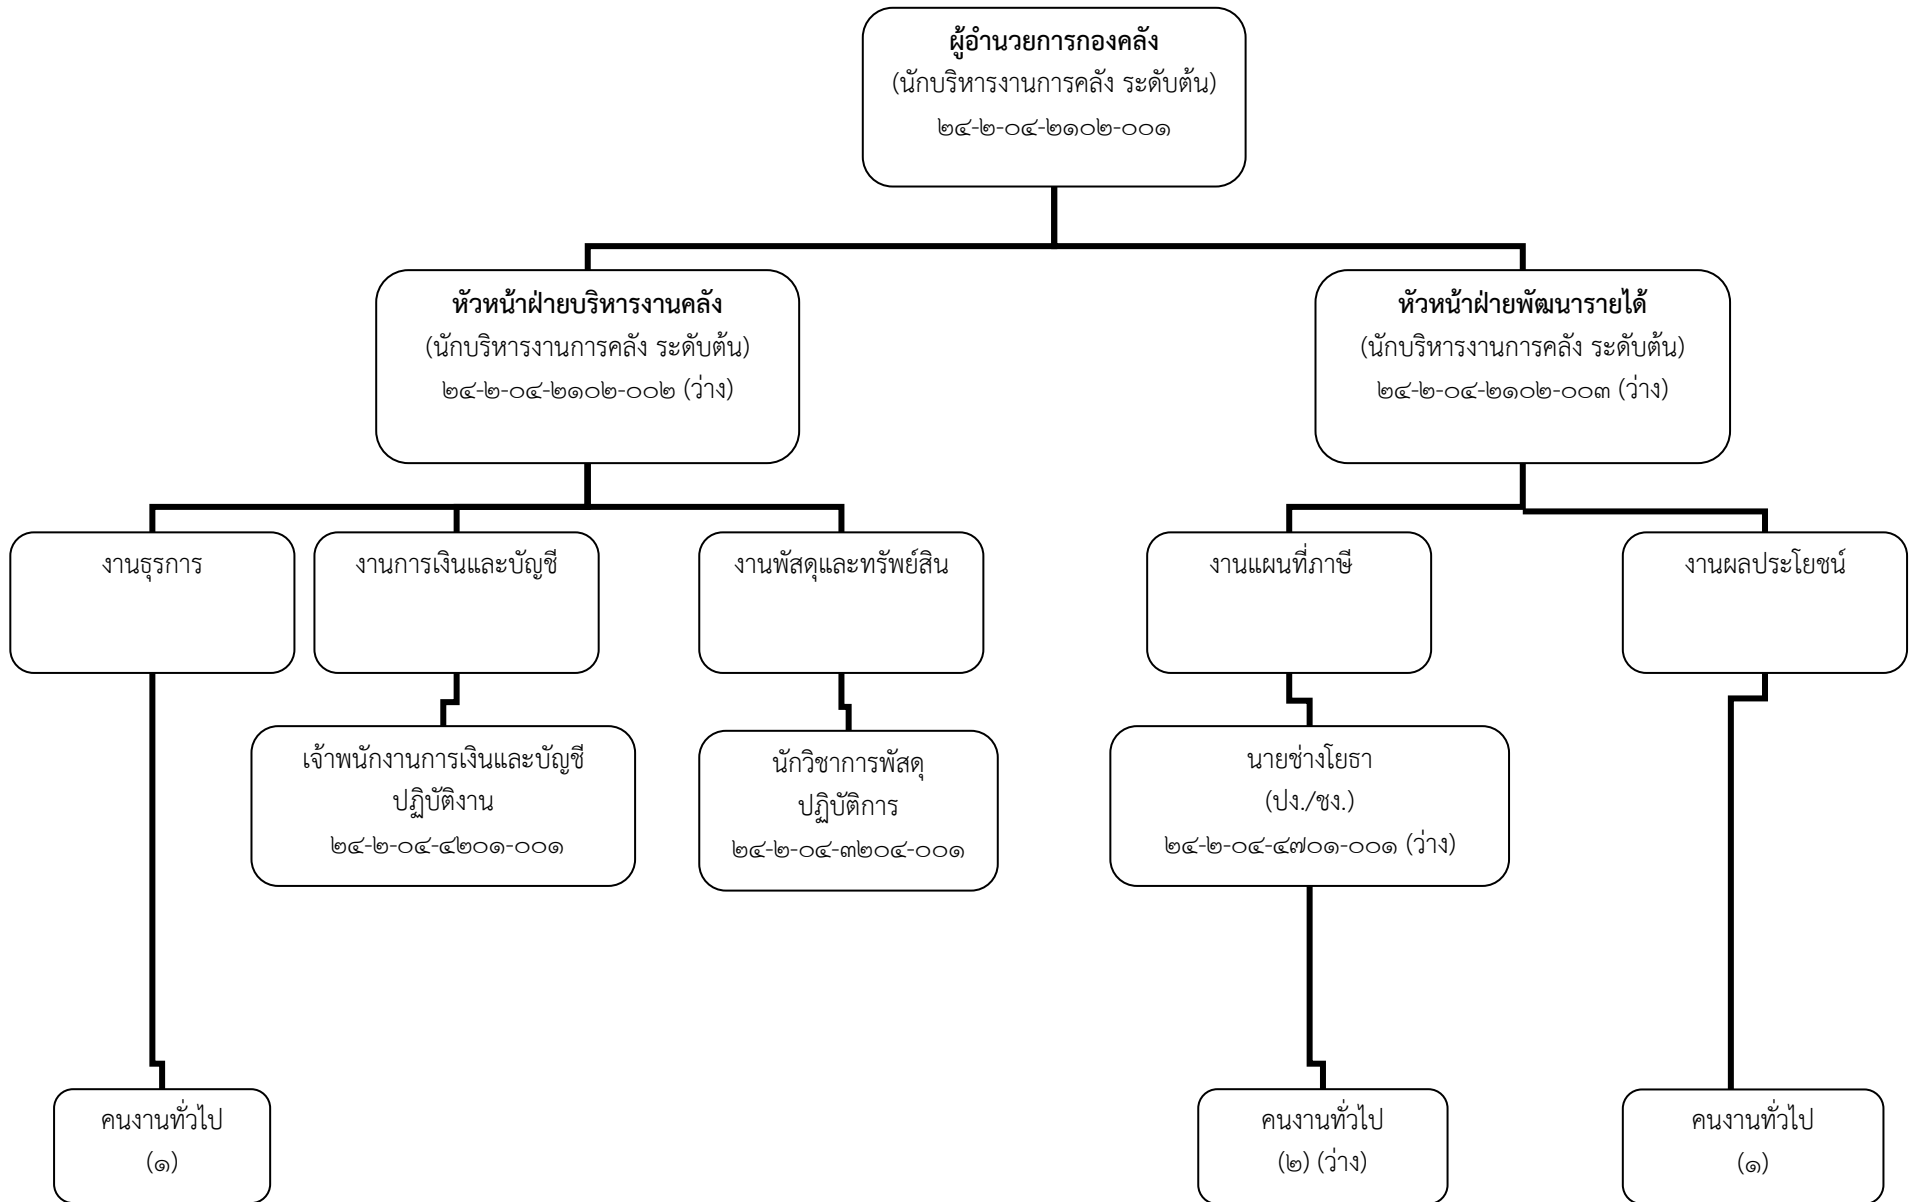 ผู้อำนวยการกองคลัง
(นักบริหารงานการคลัง ระดับต้น)
๒๔-๒-๐๔-๒๑๐๒-๐๐๑
หัวหน้าฝ่ายบริหารงานคลัง
(นักบริหารงานการคลัง ระดับต้น)
๒๔-๒-๐๔-๒๑๐๒-๐๐๒ (ว่าง)
หัวหน้าฝ่ายพัฒนารายได้
(นักบริหารงานการคลัง ระดับต้น)
๒๔-๒-๐๔-๒๑๐๒-๐๐๓ (ว่าง)
งานธุรการ
งานการเงินและบัญชี
งานพัสดุและทรัพย์สิน
งานแผนที่ภาษี
งานผลประโยชน์
เจ้าพนักงานการเงินและบัญชี
ปฏิบัติงาน
๒๔-๒-๐๔-๔๒๐๑-๐๐๑
นักวิชาการพัสดุ
ปฏิบัติการ
๒๔-๒-๐๔-๓๒๐๔-๐๐๑
นายช่างโยธา
(ปง./ชง.)
๒๔-๒-๐๔-๔๗๐๑-๐๐๑ (ว่าง)
คนงานทั่วไป
(๑)
คนงานทั่วไป
(๒) (ว่าง)
คนงานทั่วไป
(๑)